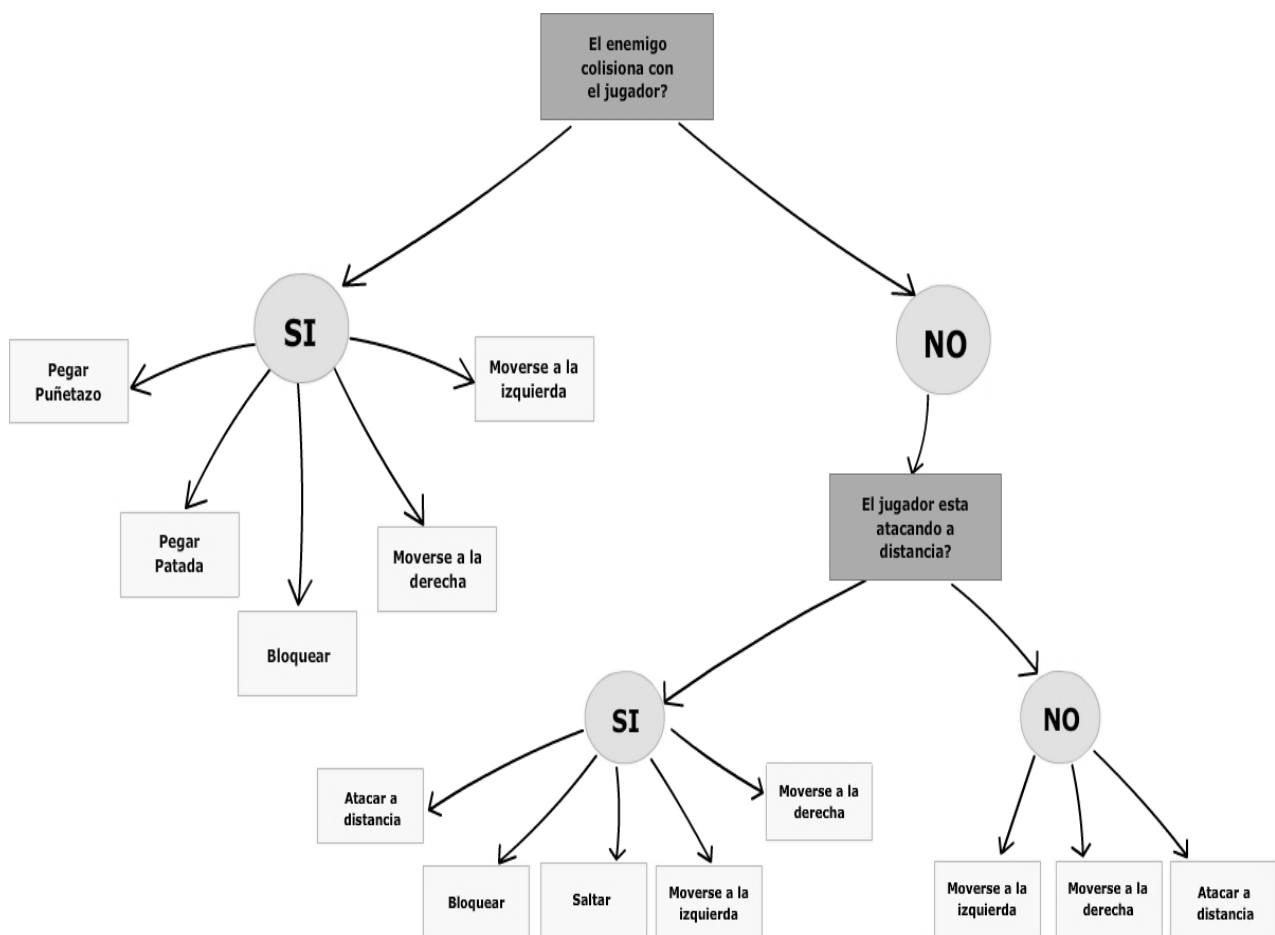 El enemigo
colisiona con
el jugador?
SI
NO
Pegar
Puñetazo
Moverse a la
izquierda
Pegar
Patada
Moverse a la
derecha
Bloquear
El jugador esta
atacando a
distancia?
SI
NO
Atacar a
distancia
Bloquear
Saltar
Moverse a la
izquierda
Moverse a la
derecha
Moverse a la
izquierda
Moverse a la
derecha
Atacar a
distancia